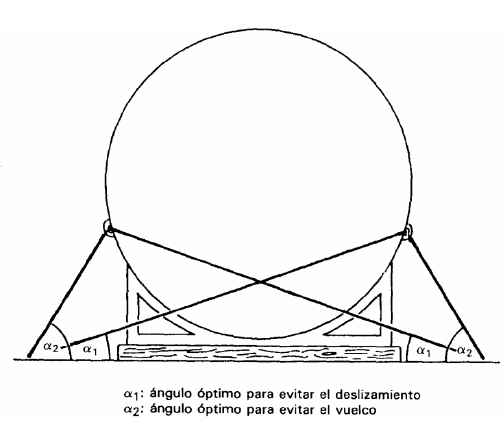 α2 α1 α1 α2
α1: ángulo óptimo para evitar el deslizamiento
α2: ángulo óptimo para evitar el vuelco